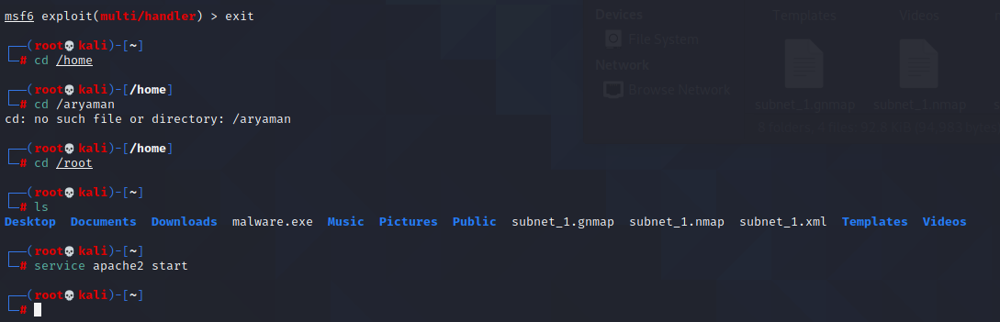 msf6 exploit(multi/handler) > exit
┌──(root💀kali)-[~]
└─# cd /home
┌──(root💀kali)-[/home]
└─# cd /aryaman
cd: no such file or directory: /aryaman
┌──(root💀kali)-[/home]
└─# cd /root
┌──(root💀kali)-[~]
└─# ls
Desktop Documents Downloads malware.exe Music Pictures Public subnet_1.gnmap subnet_1.nmap subnet_1.xml Templates Videos
┌──(root💀kali)-[~]
└─# service apache2 start
┌──(root💀kali)-[~]
└─#
Devices
File System
Network
Browse Network
Templates
Videos
subnet_1.gnmap
subnet_1.nmap